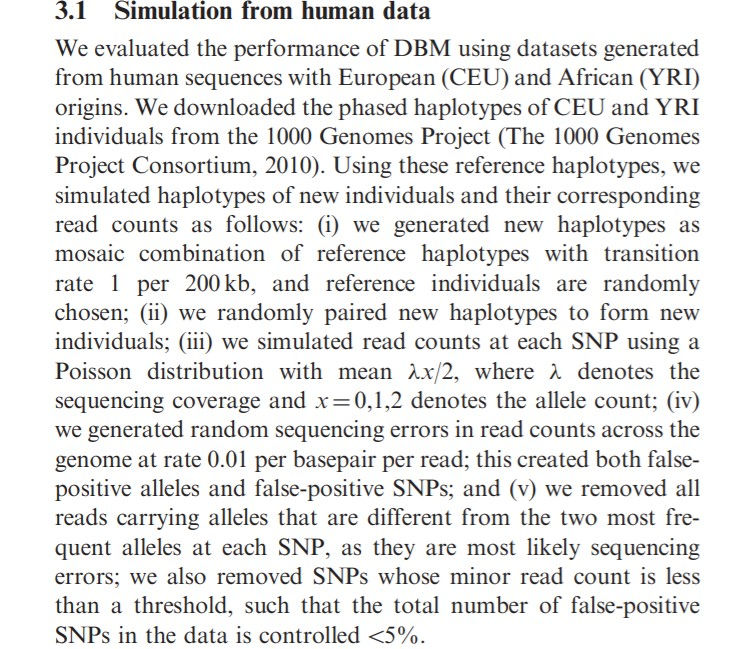 3.1 Simulation from human data
We evaluated the performance of DBM using datasets generated
from human sequences with European (CEU) and African (YRI)
origins. We downloaded the phased haplotypes of CEU and YRI
individuals from the 1000 Genomes Project (The 1000 Genomes
Project Consortium, 2010). Using these reference haplotypes, we
simulated haplotypes of new individuals and their corresponding
read counts as follows: (i) we generated new haplotypes as
mosaic combination of reference haplotypes with transition
rate 1 per 200 kb, and reference individuals are randomly
chosen; (ii) we randomly paired new haplotypes to form new
individuals; (iii) we simulated read counts at each SNP using a
Poisson distribution with mean λx/2, where λ denotes the
sequencing coverage and x=0,1,2 denotes the allele count; (iv)
we generated random sequencing errors in read counts across the
genome at rate 0.01 per basepair per read; this created both false-
positive alleles and false-positive SNPs; and (v) we removed all
reads carrying alleles that are different from the two most fre-
quent alleles at each SNP, as they are most likely sequencing
errors; we also removed SNPs whose minor read count is less
than a threshold, such that the total number of false-positive
SNPs in the data is controlled <5%.